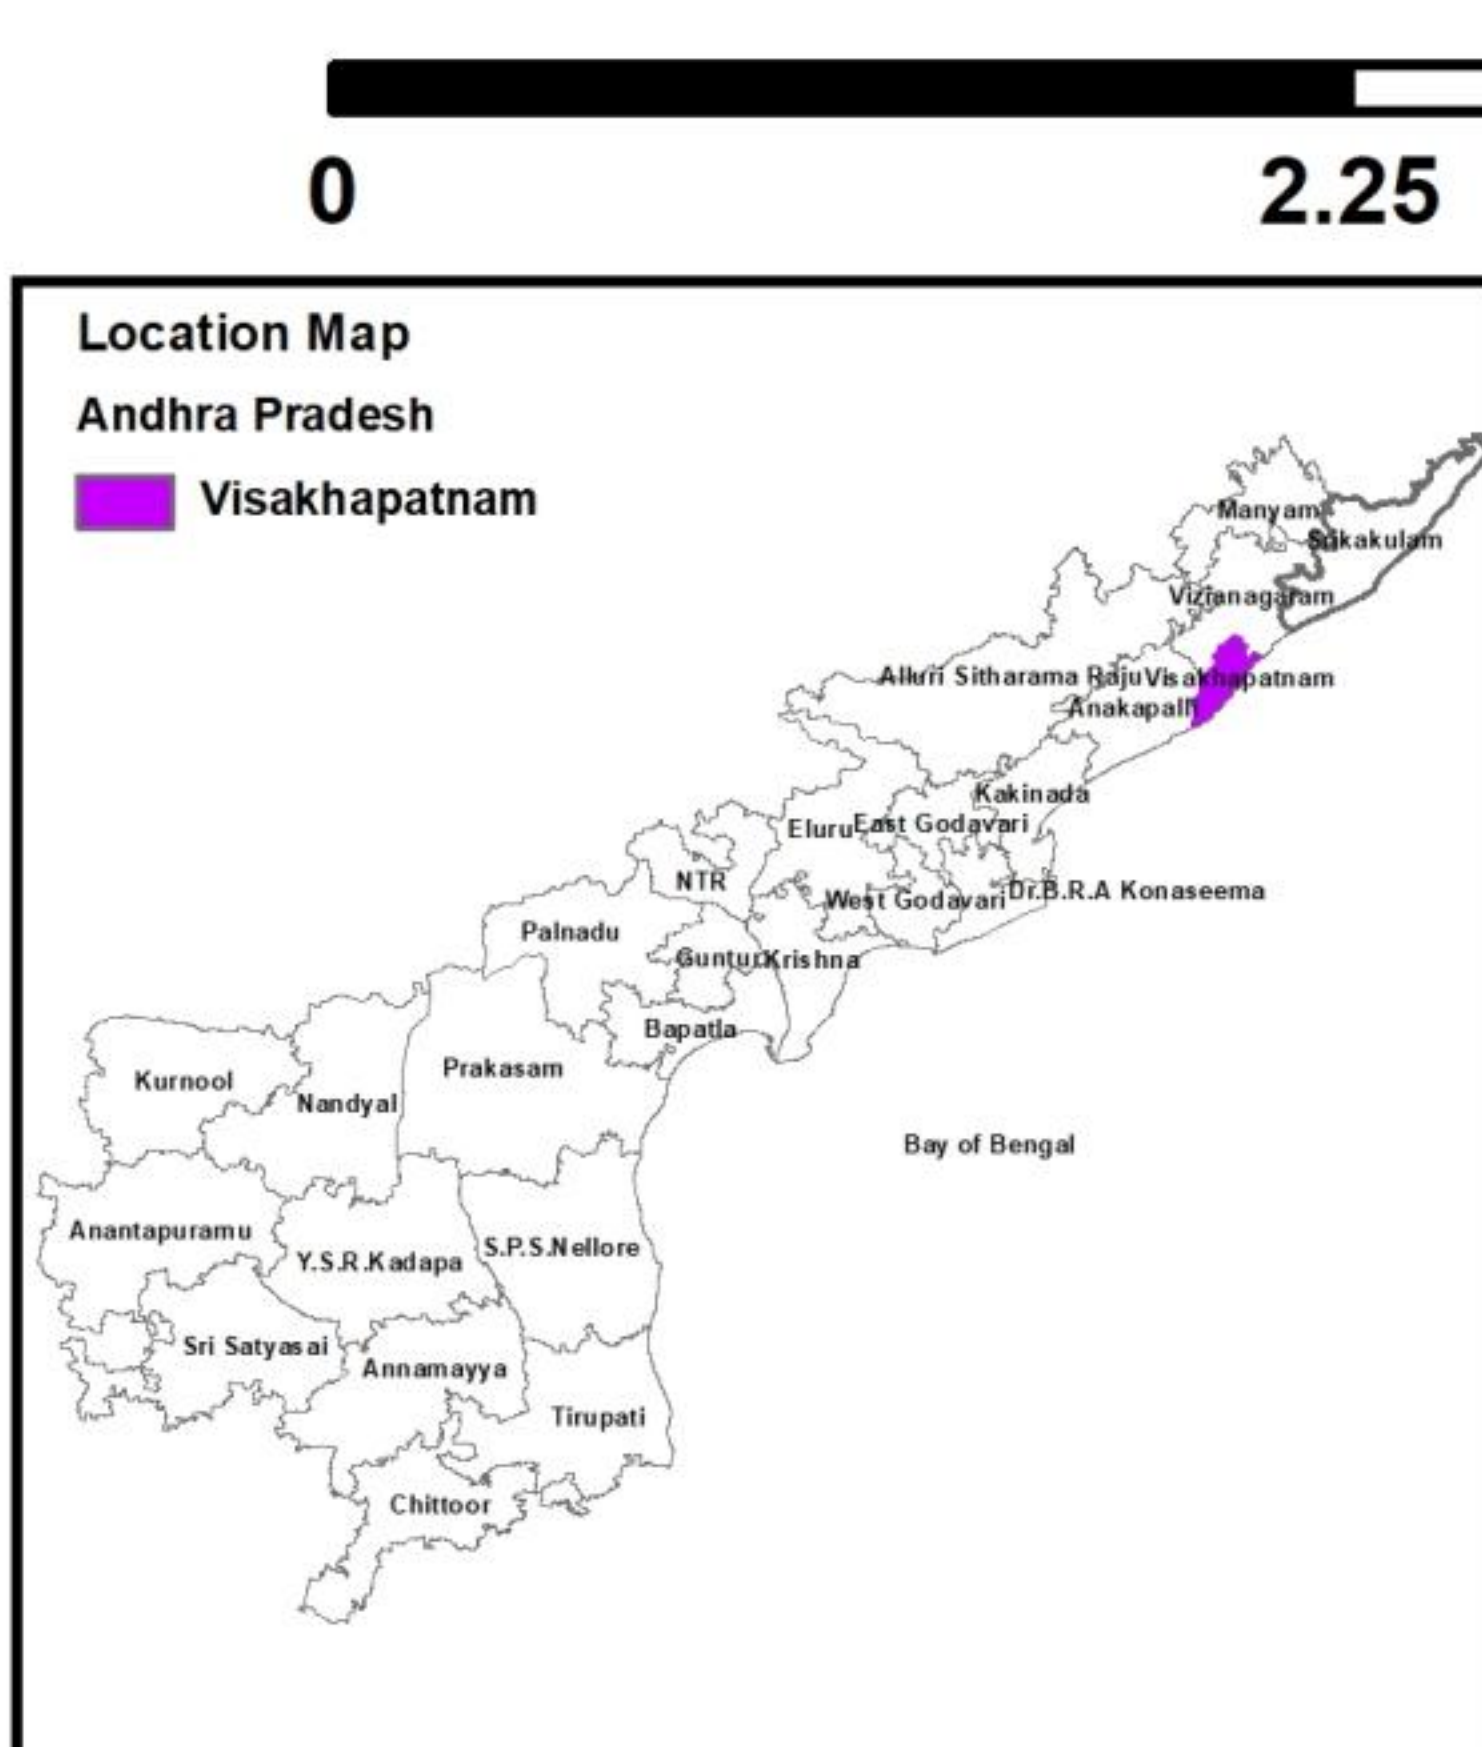 0
2.25
Location Map
Andhra Pradesh
Visakhapatnam
Manyam
Srikakulam
Vizianagaram
Alluri Sitharama Raju
Visakhapatnam
Anakapalli
Kakinada
Eluru
East Godavari
NTR
West Godavari
Dr.B.R.A Konaseema
Palnadu
Guntur
Krishna
Bapatla
Prakasam
Kurnool
Nandyal
Bay of Bengal
Anantapuramu
Y.S.R.Kadapa
S.P.S.Nellore
Sri Satyasai
Annamayya
Tirupati
Chittoor